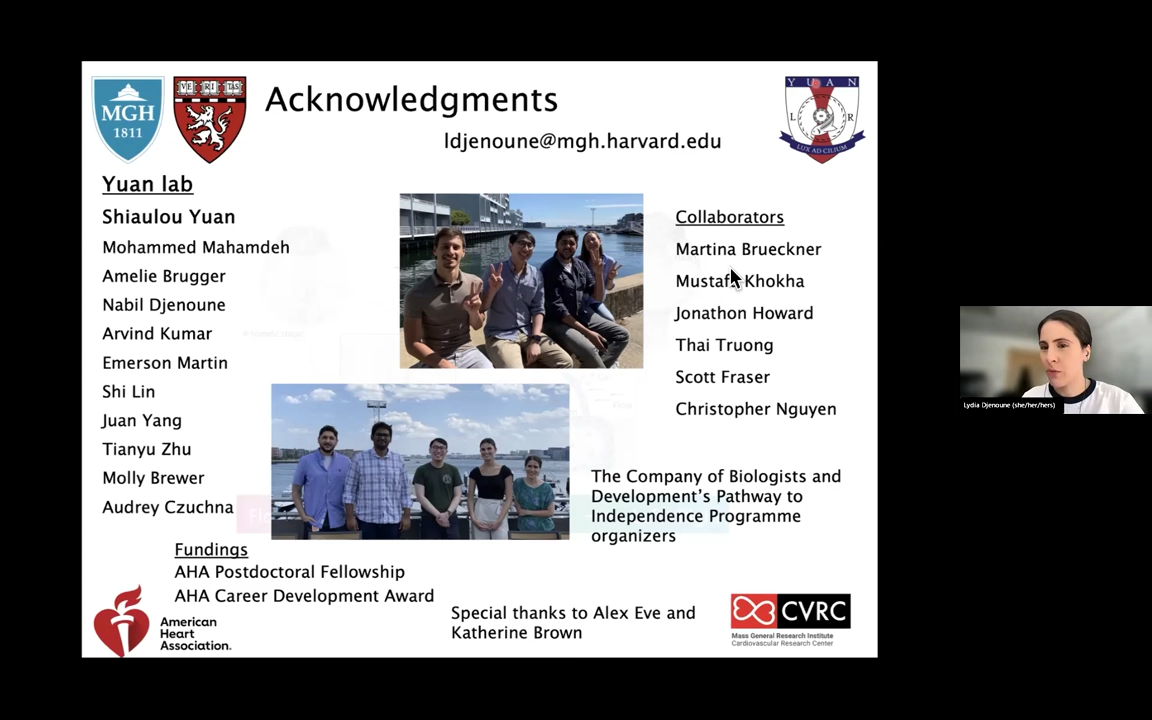 MGH
1811
VE RI TAS
Acknowledgments
ldjenoune@mgh.harvard.edu
YUAN
L R
LUX AD CILIUM
Yuan lab
Shiaulou Yuan
Mohammed Mahamdeh
Amelie Brugger
Nabil Djenoune
Arvind Kumar
Emerson Martin
Shi Lin
Juan Yang
Tianyu Zhu
Molly Brewer
Audrey Czuchna
Collaborators
Martina Brueckner
Mustafa Khokha
Jonathon Howard
Thai Truong
Scott Fraser
Christopher Nguyen
The Company of Biologists and
Development's Pathway to
Independence Programme
organizers
Fundings
AHA Postdoctoral Fellowship
AHA Career Development Award
American
Heart
Association.
Special thanks to Alex Eve and
Katherine Brown
CVRC
Mass General Research Institute
Cardiovascular Research Center
Lydia Djenoune (she/her/hers)